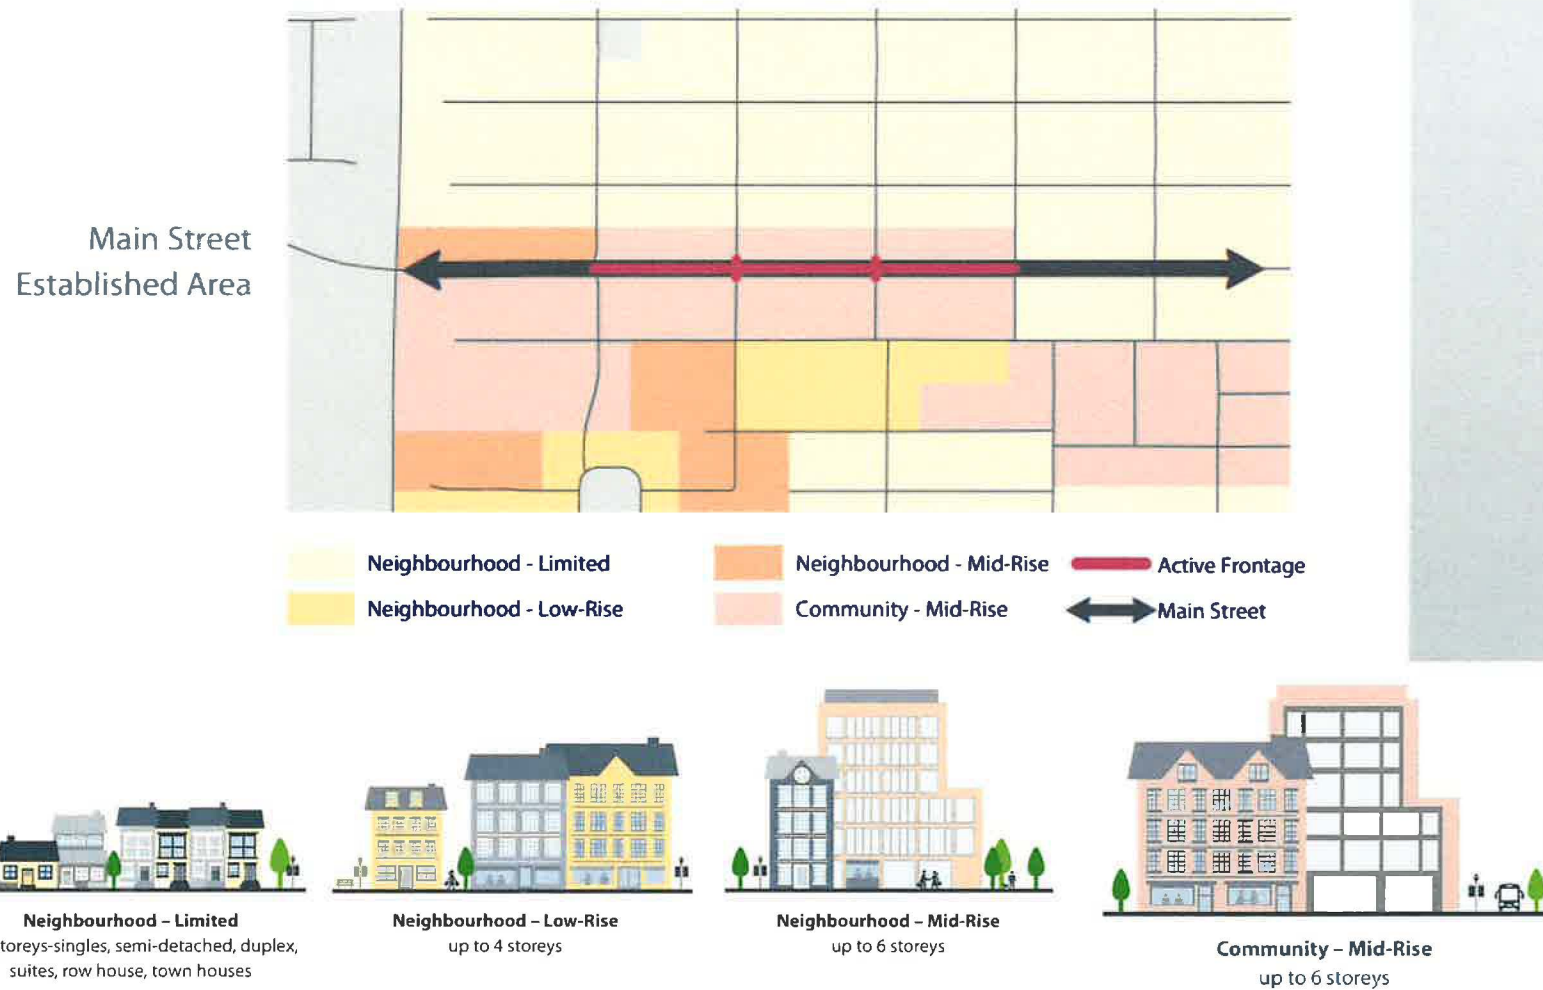 Main Street
Established Area
Neighbourhood - Limited
Neighbourhood - Low-Rise
Neighbourhood - Mid-Rise
Community - Mid-Rise
Active Frontage
Main Street
Neighbourhood – Limited
toreys-singles, semi-detached, duplex,
suites, row house, town houses
Neighbourhood – Low-Rise
up to 4 storeys
Neighbourhood – Mid-Rise
up to 6 storeys
Community – Mid-Rise
up to 6 storeys